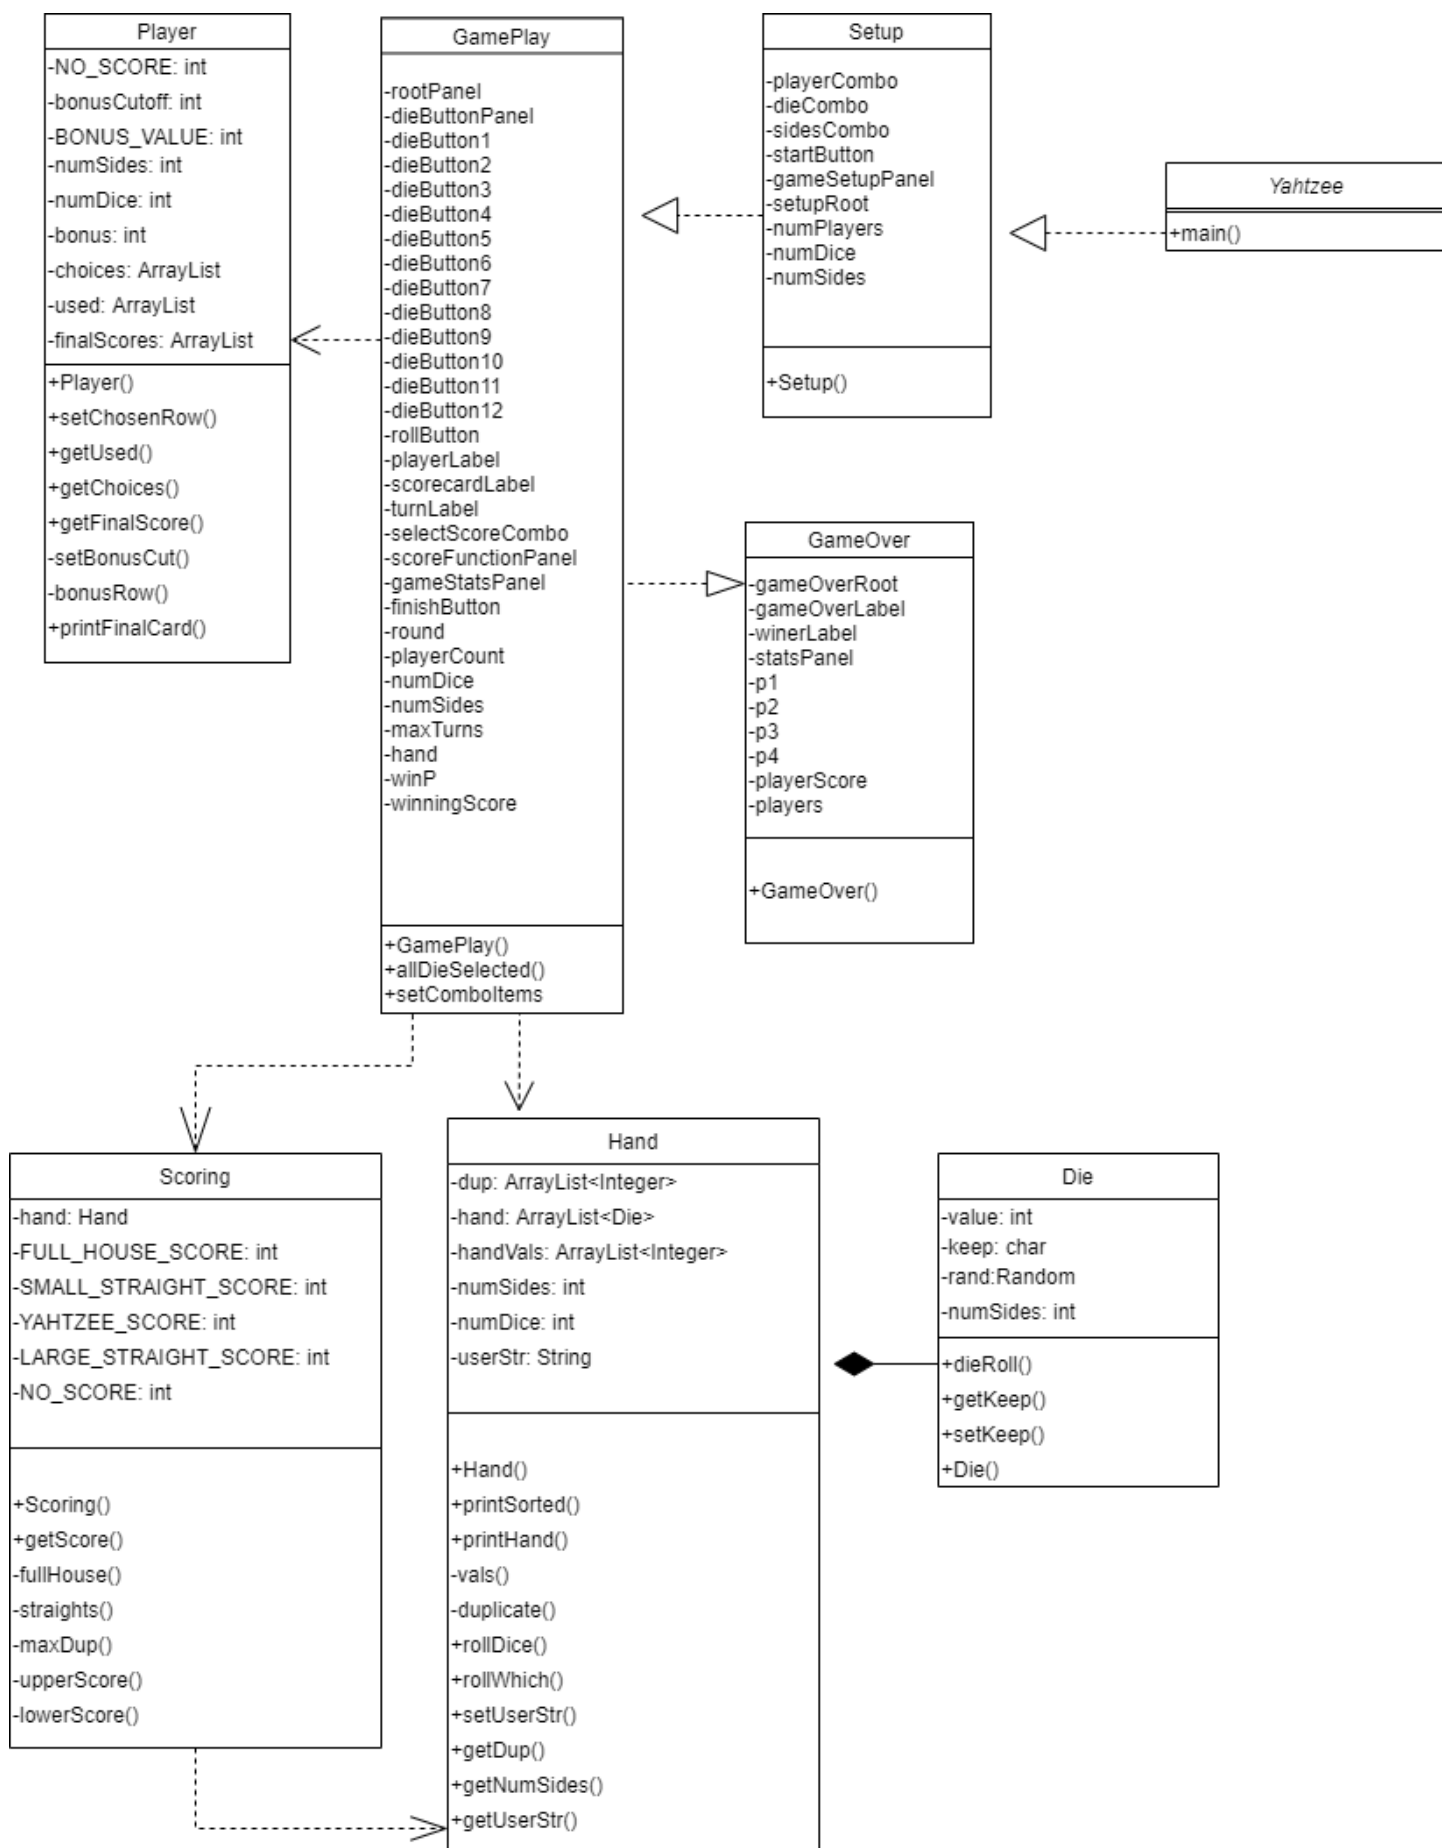 Player
-NO_SCORE: int
-bonusCutoff: int
-BONUS_VALUE: int
-numSides: int
-numDice: int
-bonus: int
-choices: ArrayList
-used: ArrayList
-finalScores: ArrayList
+Player()
+setChosenRow()
+getUsed()
+getChoices()
+getFinalScore()
-setBonusCut()
-bonusRow()
+printFinalCard()
GamePlay
-rootPanel
-dieButtonPanel
-dieButton1
-dieButton2
-dieButton3
-dieButton4
-dieButton5
-dieButton6
-dieButton7
-dieButton8
-dieButton9
-dieButton10
-dieButton11
-dieButton12
-rollButton
-playerLabel
-scorecardLabel
-turnLabel
-selectScoreCombo
-scoreFunctionPanel
-gameStatsPanel
-finishButton
-round
-playerCount
-numDice
-numSides
-maxTurns
-hand
-winP
-winningScore
+GamePlay()
+allDieSelected()
+setComboItems
Setup
-playerCombo
-dieCombo
-sidesCombo
-startButton
-gameSetupPanel
-setupRoot
-numPlayers
-numDice
-numSides
+Setup()
Yahtzee
+main()
GameOver
-gameOverRoot
-gameOverLabel
-winerLabel
-statsPanel
-p1
-p2
-p3
-p4
-playerScore
-players
+GameOver()
Scoring
-hand: Hand
-FULL_HOUSE_SCORE: int
-SMALL_STRAIGHT_SCORE: int
-YAHTZEE_SCORE: int
-LARGE_STRAIGHT_SCORE: int
-NO_SCORE: int
+Scoring()
+getScore()
-fullHouse()
-straights()
-maxDup()
-upperScore()
-lowerScore()
Hand
-dup: ArrayList<Integer>
-hand: ArrayList<Die>
-handVals: ArrayList<Integer>
-numSides: int
-numDice: int
-userStr: String
+Hand()
+printSorted()
+printHand()
-vals()
-duplicate()
+rollDice()
+rollWhich()
+setUserStr()
+getDup()
+getNumSides()
+getUserStr()
Die
-value: int
-keep: char
-rand:Random
-numSides: int
+dieRoll()
+getKeep()
+setKeep()
+Die()